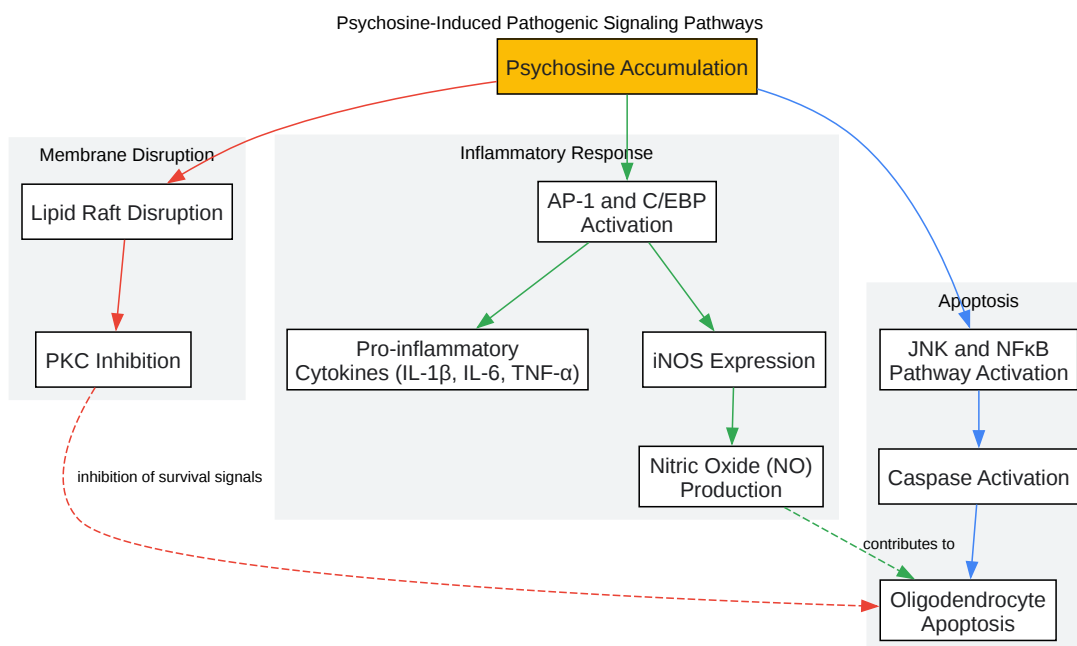 Psychosine-Induced Pathogenic Signaling Pathways
Psychosine Accumulation
Membrane Disruption
Lipid Raft Disruption
PKC Inhibition
inhibition of survival signals
Inflammatory Response
AP-1 and C/EBP
Activation
Pro-inflammatory
Cytokines (IL-1β, IL-6, TNF-α)
iNOS Expression
Nitric Oxide (NO)
Production
contributes to
Apoptosis
JNK and NFκB
Pathway Activation
Caspase Activation
Oligodendrocyte
Apoptosis